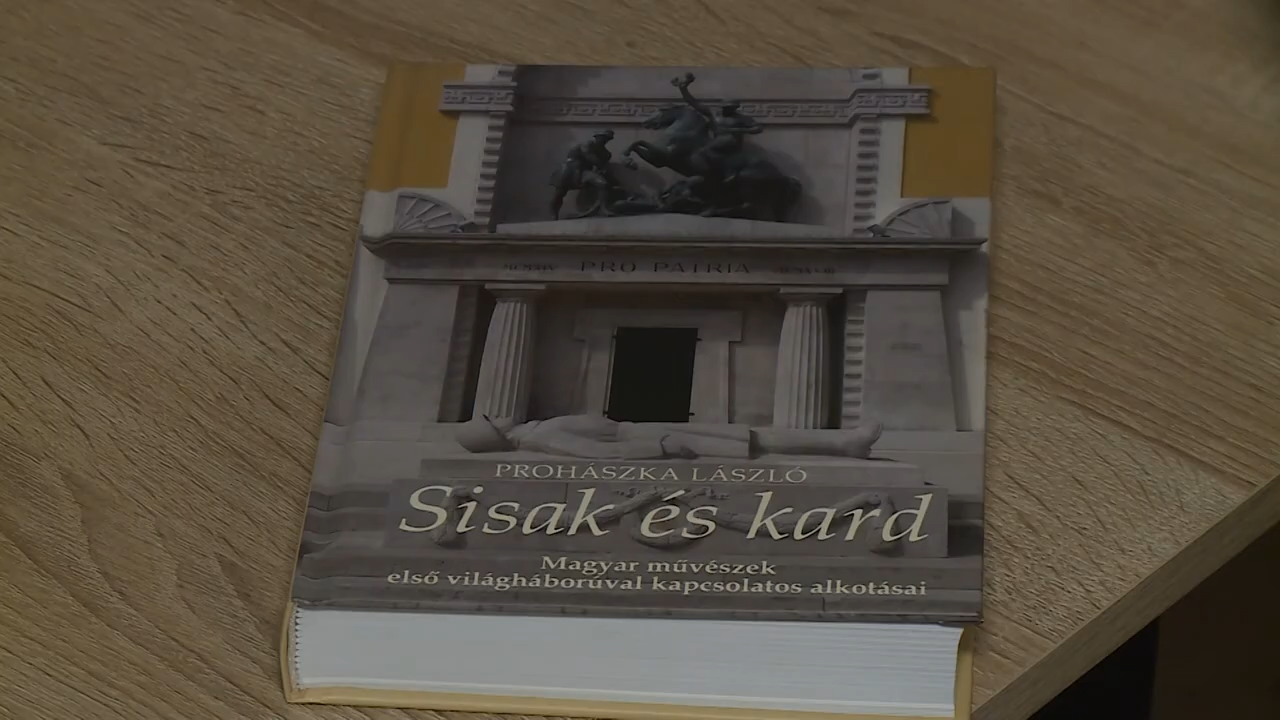 PRO PATRIA
PROHÁSZKA LÁSZLÓ
Sisak és kard
Magyar művészek
első világháborúval kapcsolatos alkotásai